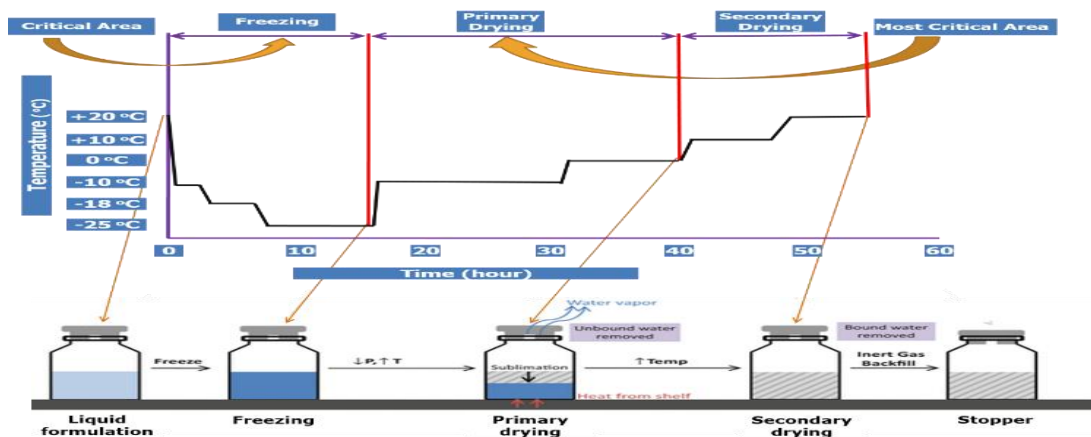 Critical Area
Freezing
Primary
Drying
Secondary
Drying
Most Critical Area
Temperature (°C)
+20 °C
+10 °C
0 °C
-10 °C
-18 °C
-25 °C
0
10
20
30
40
50
60
Time (hour)
Water vapor
Unbound water
removed
Bound water
removed
Freeze
↓P,↑T
Sublimation
↑Temp
Inert Gas
Backfill
Heat from shelf
Liquid
formulation
Freezing
Primary
drying
Secondary
drying
Stopper